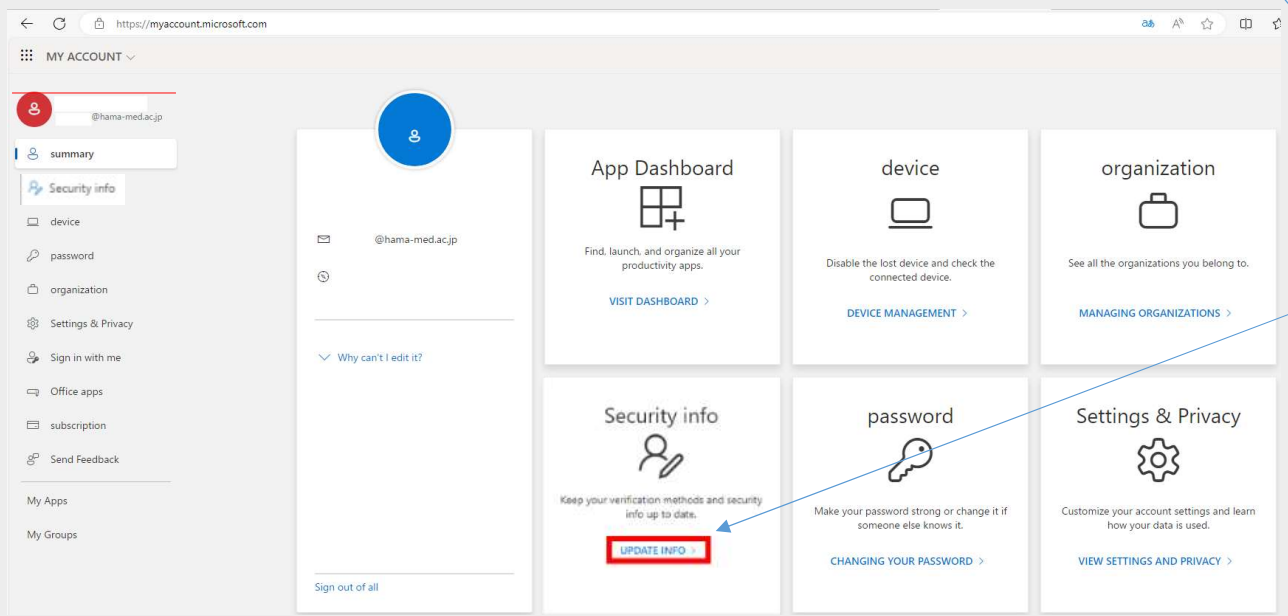 https://myaccount.microsoft.com
MY ACCOUNT
@hama-med.ac.jp
summary
Security info
device
password
organization
Settings & Privacy
Sign in with me
Office apps
subscription
Send Feedback
My Apps
My Groups
@hama-med.ac.jp
Why can't I edit it?
Sign out of all
App Dashboard
Find, launch, and organize all your
productivity apps.
VISIT DASHBOARD >
device
Disable the lost device and check the
connected device.
DEVICE MANAGEMENT >
organization
See all the organizations you belong to.
MANAGING ORGANIZATIONS >
Security info
Keep your verification methods and security
info up to date.
UPDATE INFO >
password
Make your password strong or change it if
someone else knows it.
CHANGING YOUR PASSWORD >
Settings & Privacy
Customize your account settings and learn
how your data is used.
VIEW SETTINGS AND PRIVACY >